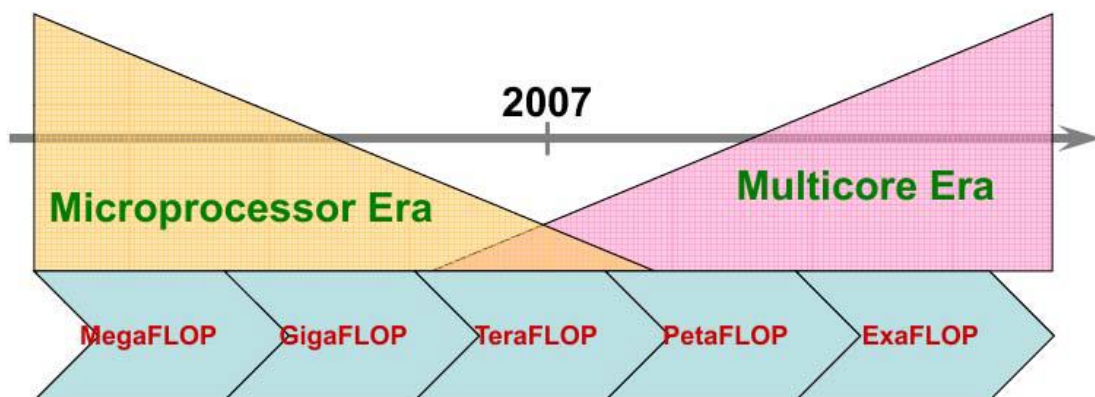 2007
Microprocessor Era
Multicore Era
MegaFLOP GigaFLOP TeraFLOP PetaFLOP ExaFLOP